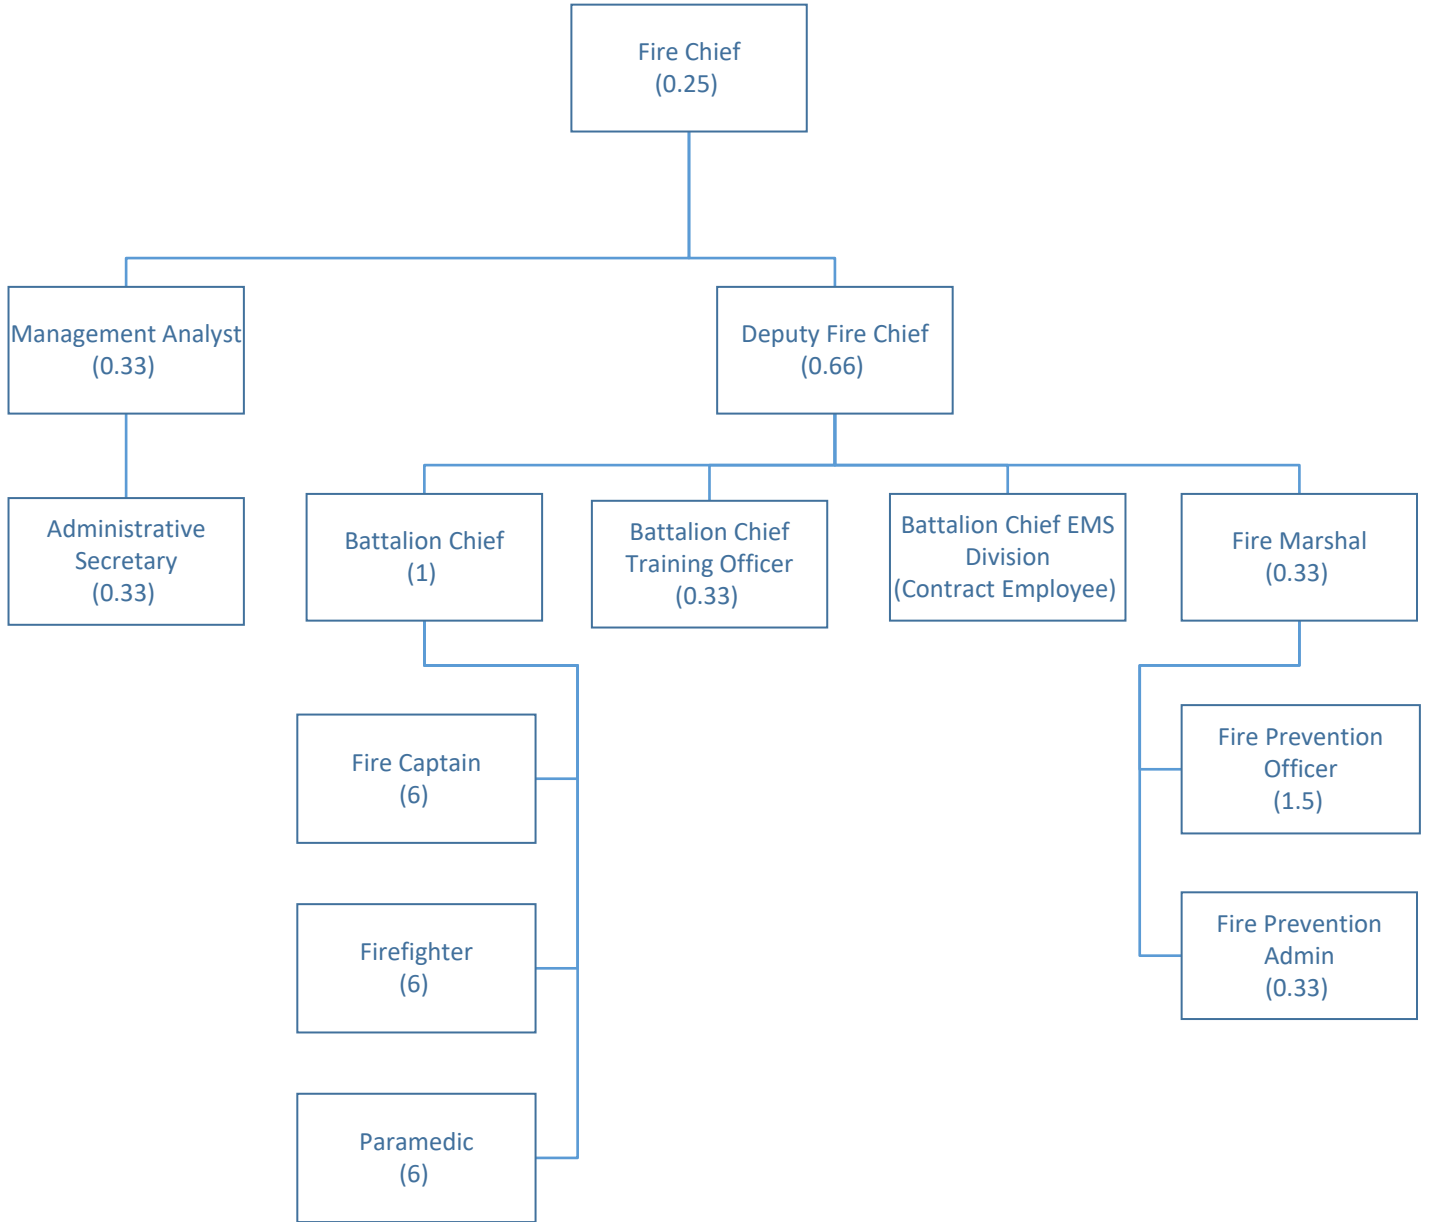 Fire Chief
(0.25)
Management Analyst
(0.33)
Deputy Fire Chief
(0.66)
Administrative
Secretary
(0.33)
Battalion Chief
(1)
Battalion Chief
Training Officer
(0.33)
Battalion Chief EMS
Division
(Contract Employee)
Fire Marshal
(0.33)
Fire Captain
(6)
Fire Prevention
Officer
(1.5)
Firefighter
(6)
Fire Prevention
Admin
(0.33)
Paramedic
(6)